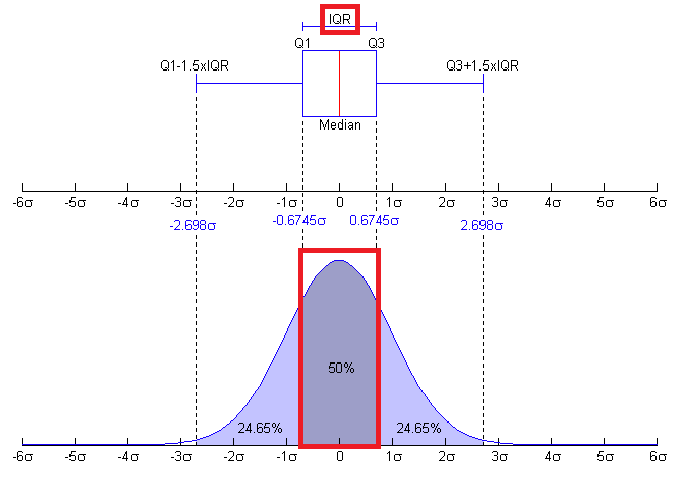 IQR
Q1 Q3
Q1-1.5xIQR Q3+1.5xIQR
Median
-6σ -5σ -4σ -3σ -2σ -1σ 0 1σ 2σ 3σ 4σ 5σ 6σ
-2.698σ -0.6745σ 0.6745σ 2.698σ
50%
24.65% 24.65%
-6σ -5σ -4σ -3σ -2σ -1σ 0 1σ 2σ 3σ 4σ 5σ 6σ